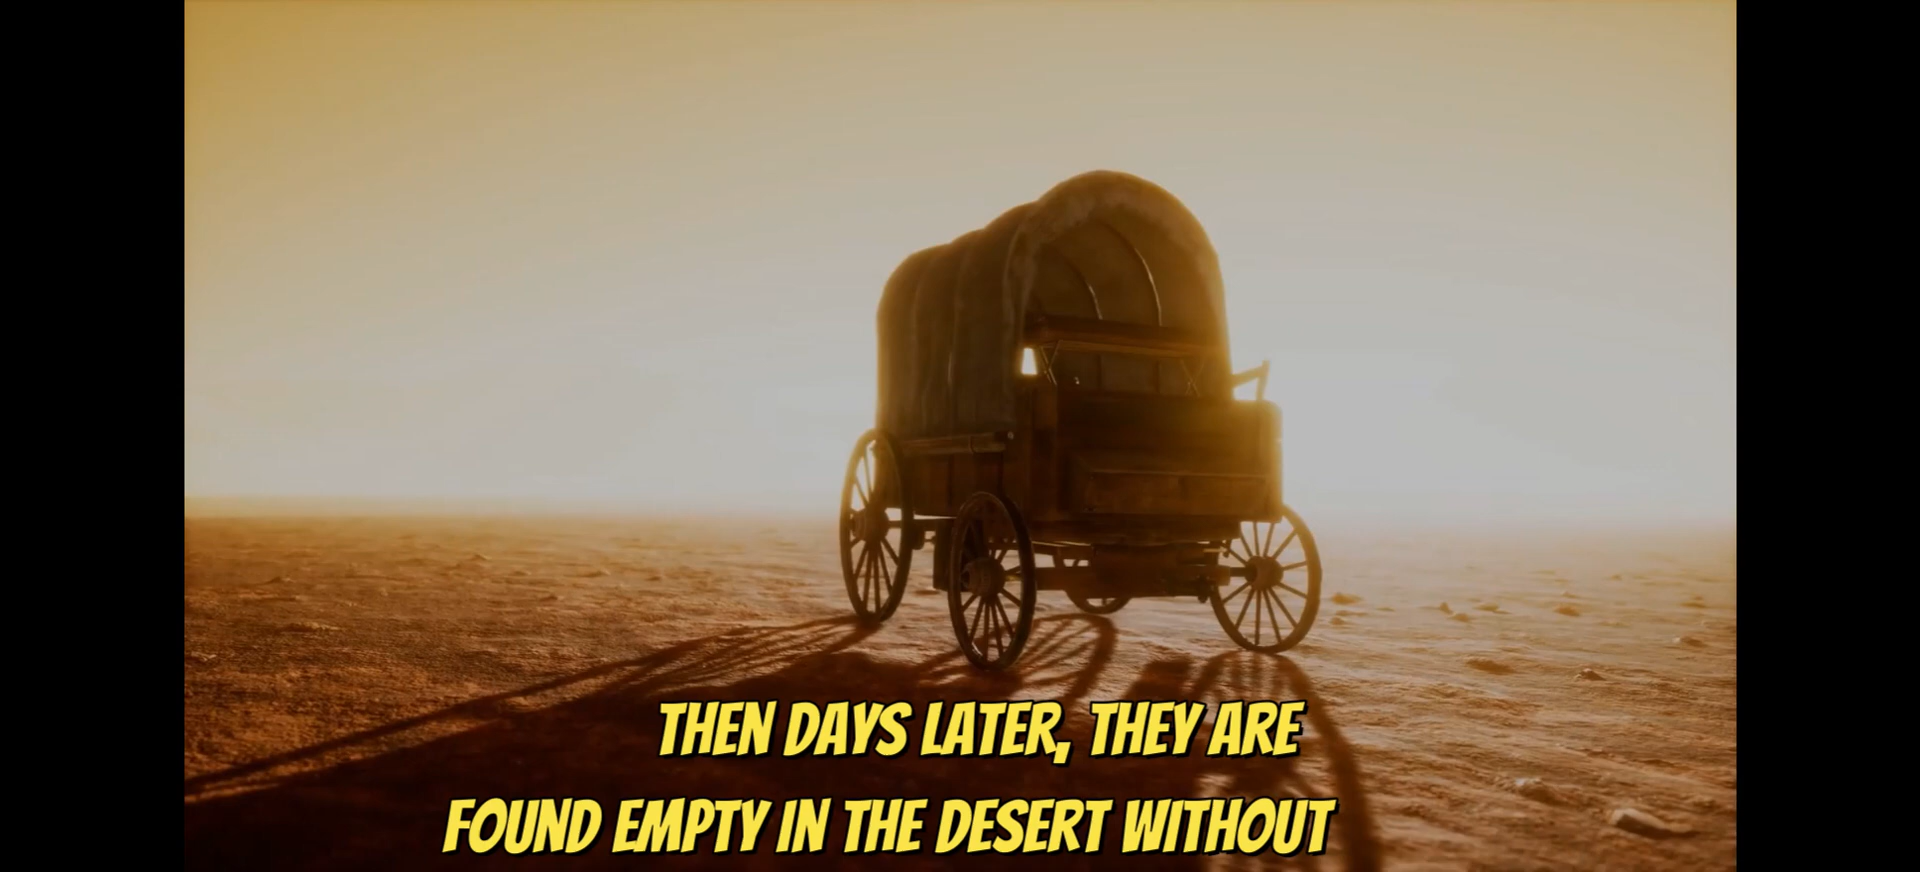 THEN DAYS LATER, THEY ARE
FOUND EMPTY IN THE DESERT WITHOUT